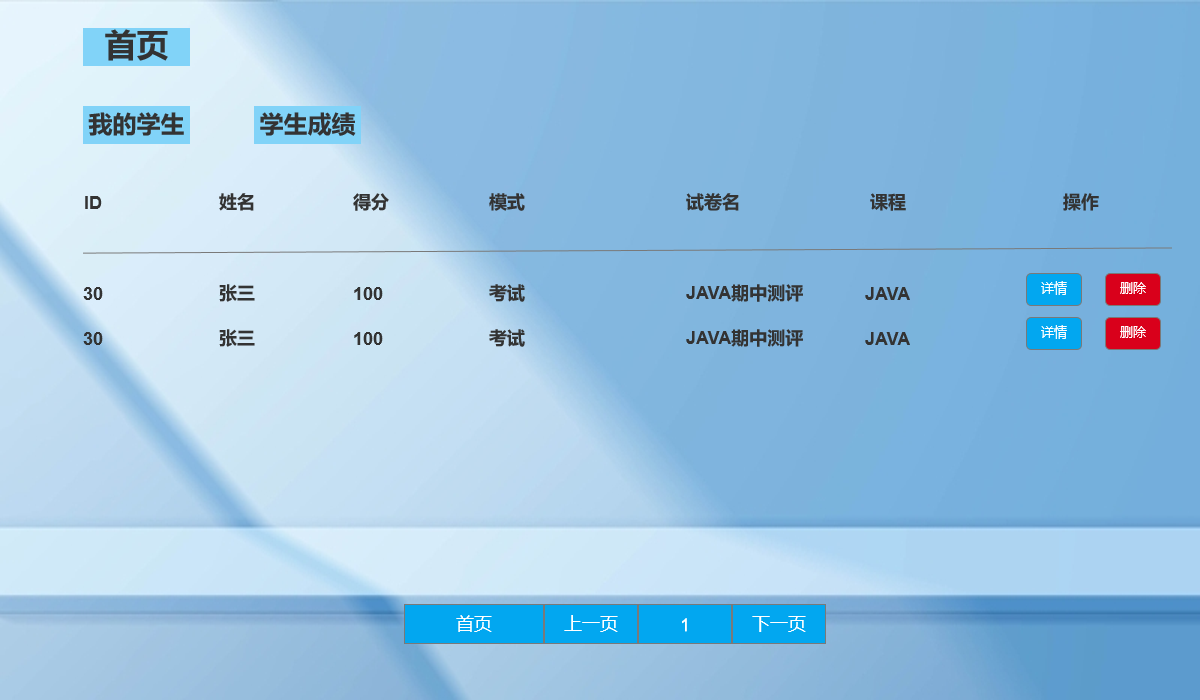 首页
我的学生 学生成绩
ID 姓名 得分 模式 试卷名 课程 操作
30 张三 100 考试 JAVA期中测评 JAVA 详情 删除
30 张三 100 考试 JAVA期中测评 JAVA 详情 删除
首页 上一页 1 下一页